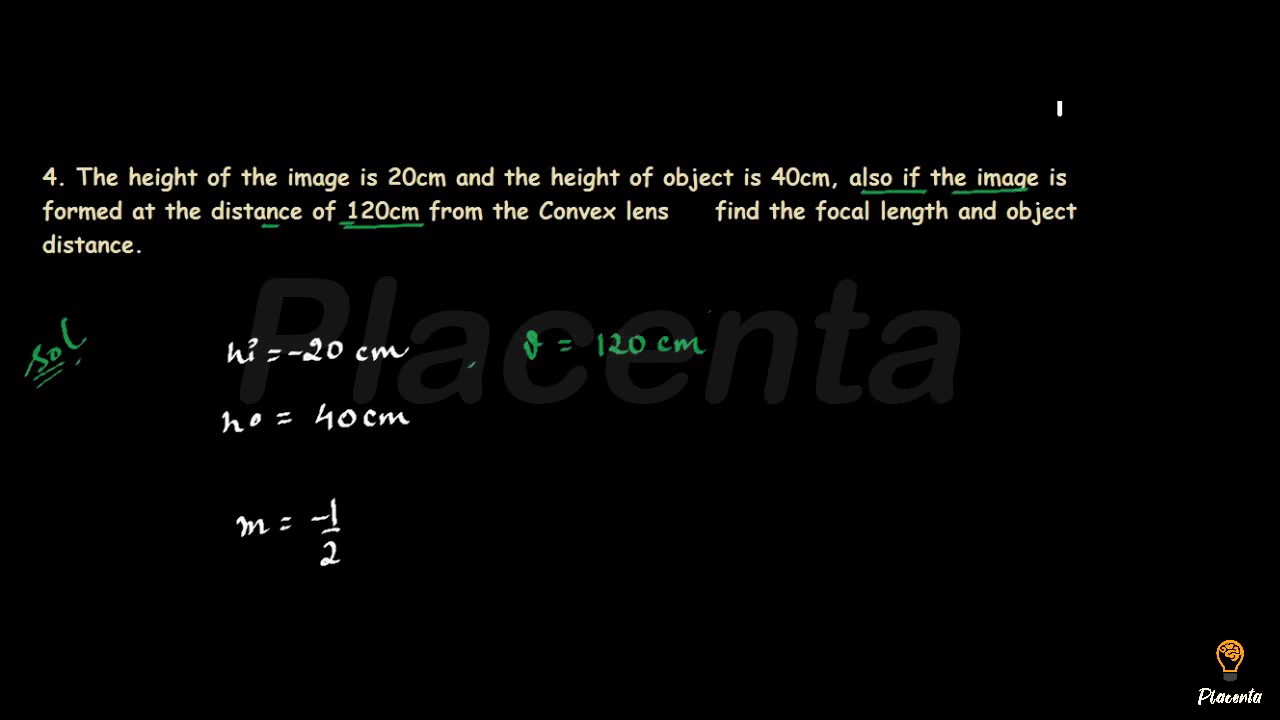 4. The height of the image is 20cm and the height of object is 40cm, also if the image is
formed at the distance of 120cm from the Convex lens find the focal length and object
distance.
Placenta
Sol
hi = -20 cm , v = 120 cm
ho = 40 cm
m = -1/2
Placenta